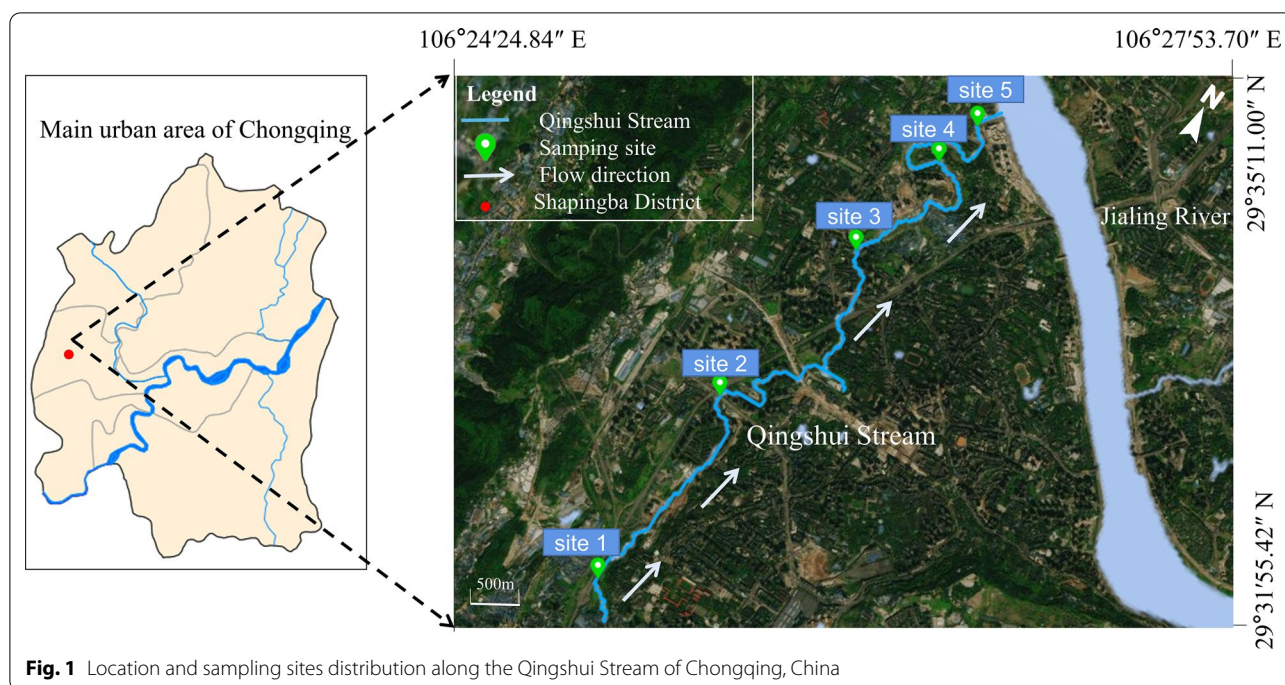 106°24′24.84″ E
106°27′53.70″ E
Main urban area of Chongqing
Legend
Qingshui Stream
Samping site
Flow direction
Shapingba District
site 5
site 4
site 3
site 2
site 1
N
Jialing River
Qingshui Stream
500m
29°35′11.00″ N
29°31′55.42″ N
Fig. 1 Location and sampling sites distribution along the Qingshui Stream of Chongqing, China